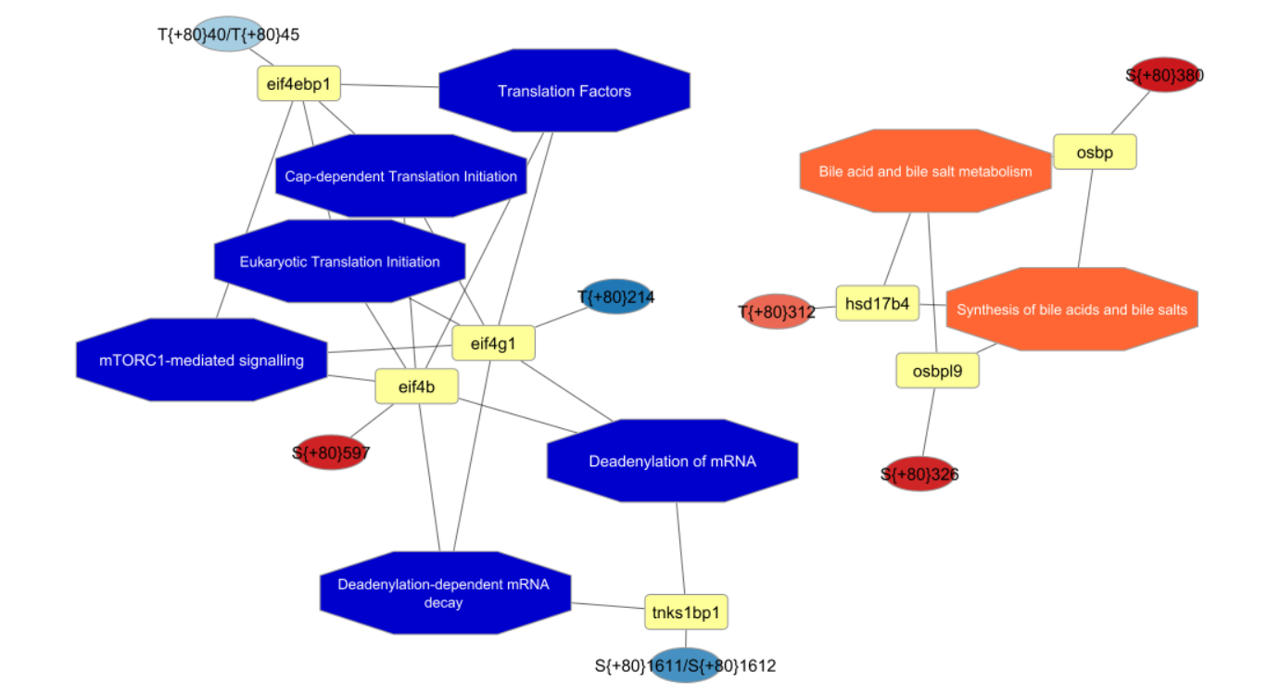 T{+80}40/T{+80}45
eif4ebp1
Translation Factors
Cap-dependent Translation Initiation
Eukaryotic Translation Initiation
T{+80}214
eif4g1
mTORC1-mediated signalling
eif4b
S{+80}597
Deadenylation of mRNA
Deadenylation-dependent mRNA
decay
tnks1bp1
S{+80}1611/S{+80}1612
S{+80}380
osbp
Bile acid and bile salt metabolism
T{+80}312
hsd17b4
Synthesis of bile acids and bile salts
osbpl9
S{+80}326